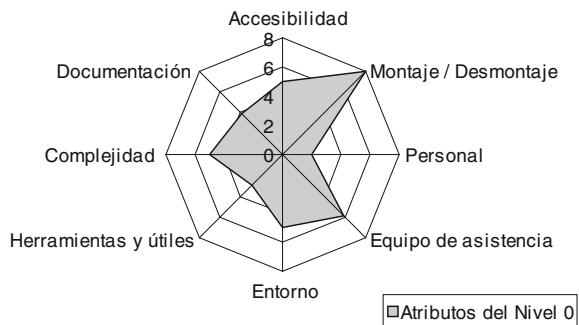 Accesibilidad
8
Documentación
Montaje / Desmontaje
6
4
2
Complejidad
0
Personal
Herramientas y útiles
Equipo de asistencia
Entorno
Atributos del Nivel 0